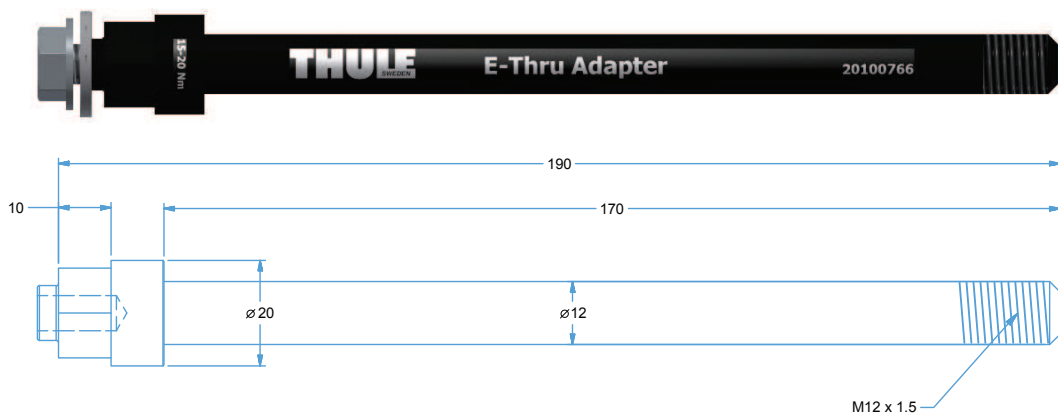 15-20 Nm
THULE
SWEDEN
E-Thru Adapter
20100766
190
10
170
⌀20
⌀12
M12 x 1.5